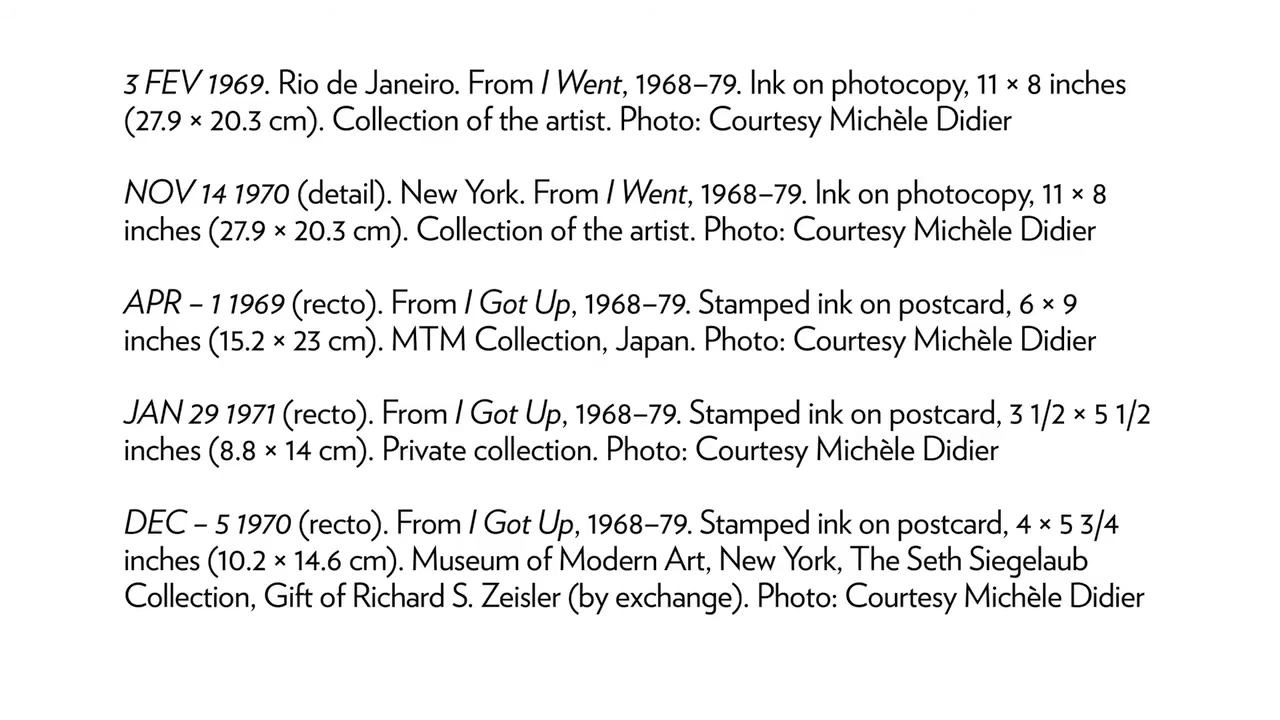 3 FEV 1969. Rio de Janeiro. From I Went, 1968–79. Ink on photocopy, 11 × 8 inches
(27.9 × 20.3 cm). Collection of the artist. Photo: Courtesy Michèle Didier
NOV 14 1970 (detail). New York. From I Went, 1968–79. Ink on photocopy, 11 × 8
inches (27.9 × 20.3 cm). Collection of the artist. Photo: Courtesy Michèle Didier
APR – 1 1969 (recto). From I Got Up, 1968–79. Stamped ink on postcard, 6 × 9
inches (15.2 × 23 cm). MTM Collection, Japan. Photo: Courtesy Michèle Didier
JAN 29 1971 (recto). From I Got Up, 1968–79. Stamped ink on postcard, 3 1/2 × 5 1/2
inches (8.8 × 14 cm). Private collection. Photo: Courtesy Michèle Didier
DEC – 5 1970 (recto). From I Got Up, 1968–79. Stamped ink on postcard, 4 × 5 3/4
inches (10.2 × 14.6 cm). Museum of Modern Art, New York, The Seth Siegelaub
Collection, Gift of Richard S. Zeisler (by exchange). Photo: Courtesy Michèle Didier